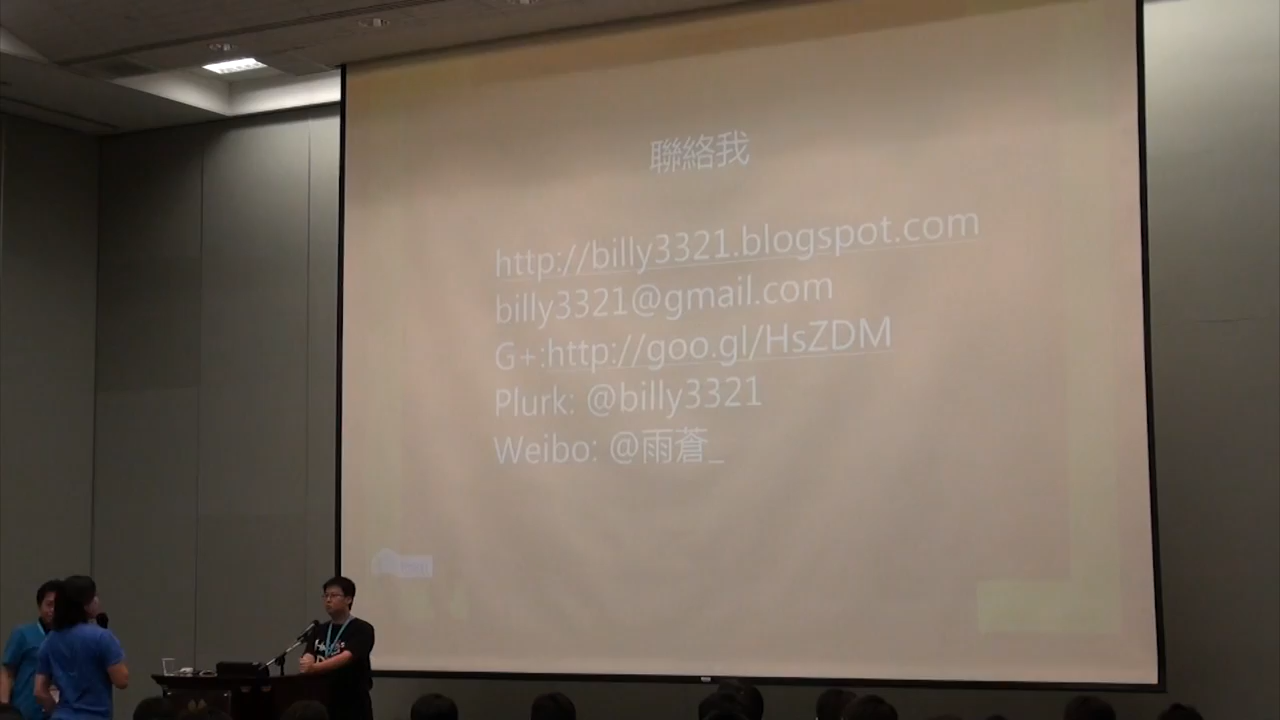 聯絡我
http://billy3321.blogspot.com
billy3321@gmail.com
G+:http://goo.gl/HsZDM
Plurk: @billy3321
Weibo: @雨蒼_